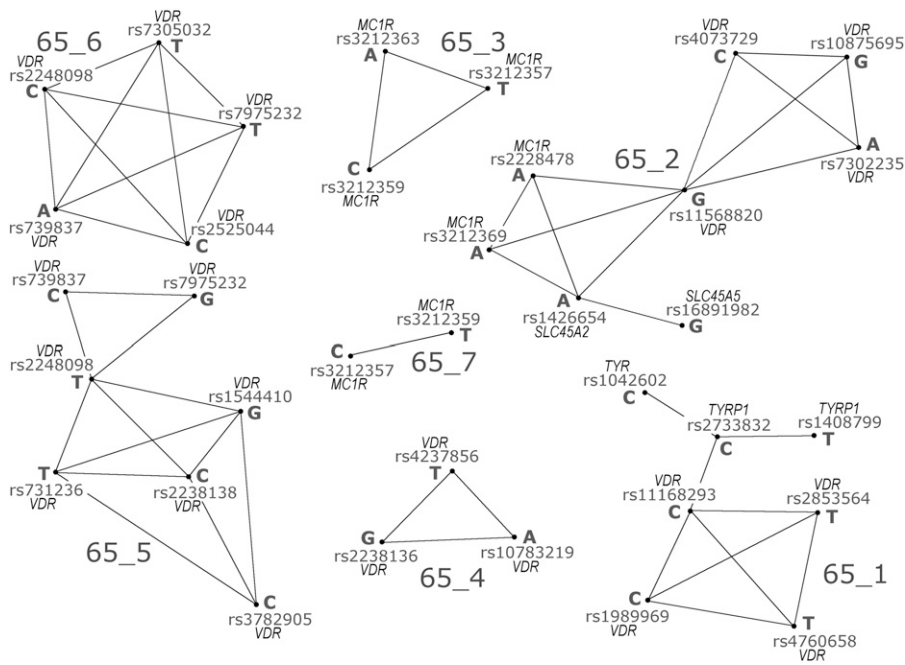 65_6
VDR
rs7305032
T
VDR
rs2248098
C
VDR
rs7975232
T
A
rs739837
VDR
VDR
rs2525044
C
MC1R
rs3212363
A
65_3
MC1R
rs3212357
T
C
rs3212359
MC1R
VDR
rs4073729
C
VDR
rs10875695
G
A
rs7302235
VDR
65_2
MC1R
rs2228478
A
G
rs11568820
VDR
MC1R
rs3212369
A
A
rs1426654
SLC45A2
SLC45A5
rs16891982
G
VDR
rs739837
C
VDR
rs7975232
G
VDR
rs2248098
T
VDR
rs1544410
G
T
rs731236
VDR
C
rs2238138
VDR
65_5
C
rs3782905
VDR
MC1R
rs3212359
T
C
rs3212357
MC1R
65_7
VDR
rs4237856
T
G
rs2238136
VDR
A
rs10783219
VDR
65_4
TYR
rs1042602
C
TYRP1
rs2733832
C
TYRP1
rs1408799
T
VDR
rs11168293
C
VDR
rs2853564
T
65_1
C
rs1989969
VDR
T
rs4760658
VDR